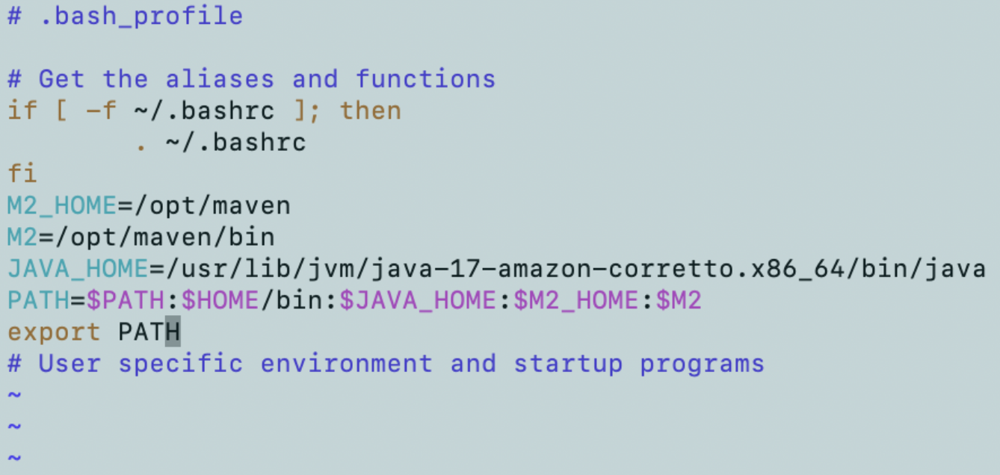 # .bash_profile
# Get the aliases and functions
if [ -f ~/.bashrc ]; then
        . ~/.bashrc
fi
M2_HOME=/opt/maven
M2=/opt/maven/bin
JAVA_HOME=/usr/lib/jvm/java-17-amazon-corretto.x86_64/bin/java
PATH=$PATH:$HOME/bin:$JAVA_HOME:$M2_HOME:$M2
export PATH
# User specific environment and startup programs
~
~
~